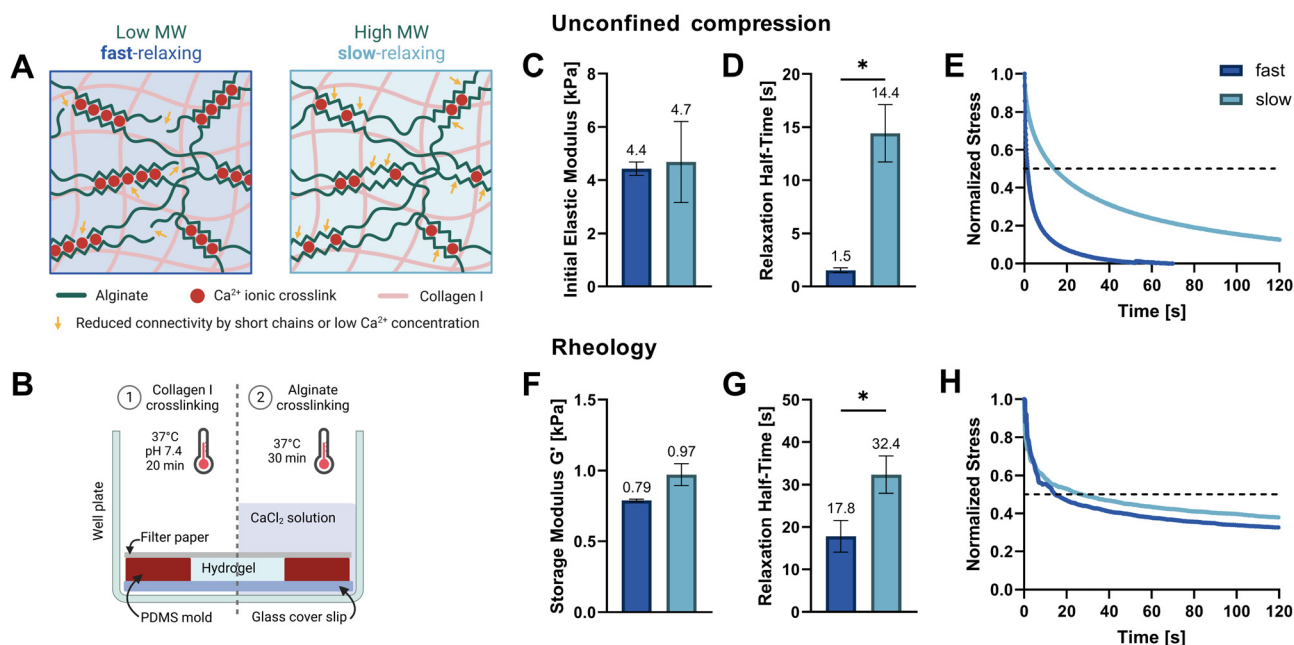 Unconfined compression
A
Low MW
fast-relaxing
High MW
slow-relaxing
Alginate
Ca²⁺ ionic crosslink
Collagen I
Reduced connectivity by short chains or low Ca²⁺ concentration
C
Initial Elastic Modulus [kPa]
8
6
4
2
0
4.4
4.7
D
Relaxation Half-Time [s]
20
15
10
5
0
1.5
14.4
*
E
Normalized Stress
1.0
0.8
0.6
0.4
0.2
0.0
0 20 40 60 80 100 120
Time [s]
fast
slow
Rheology
B
1
Collagen I
crosslinking
37°C
pH 7.4
20 min
2
Alginate
crosslinking
37°C
30 min
Well plate
CaCl₂ solution
Filter paper
Hydrogel
PDMS mold
Glass cover slip
F
Storage Modulus G' [kPa]
1.5
1.0
0.5
0.0
0.79
0.97
G
Relaxation Half-Time [s]
50
40
30
20
10
0
17.8
32.4
*
H
Normalized Stress
1.0
0.8
0.6
0.4
0.2
0.0
0 20 40 60 80 100 120
Time [s]